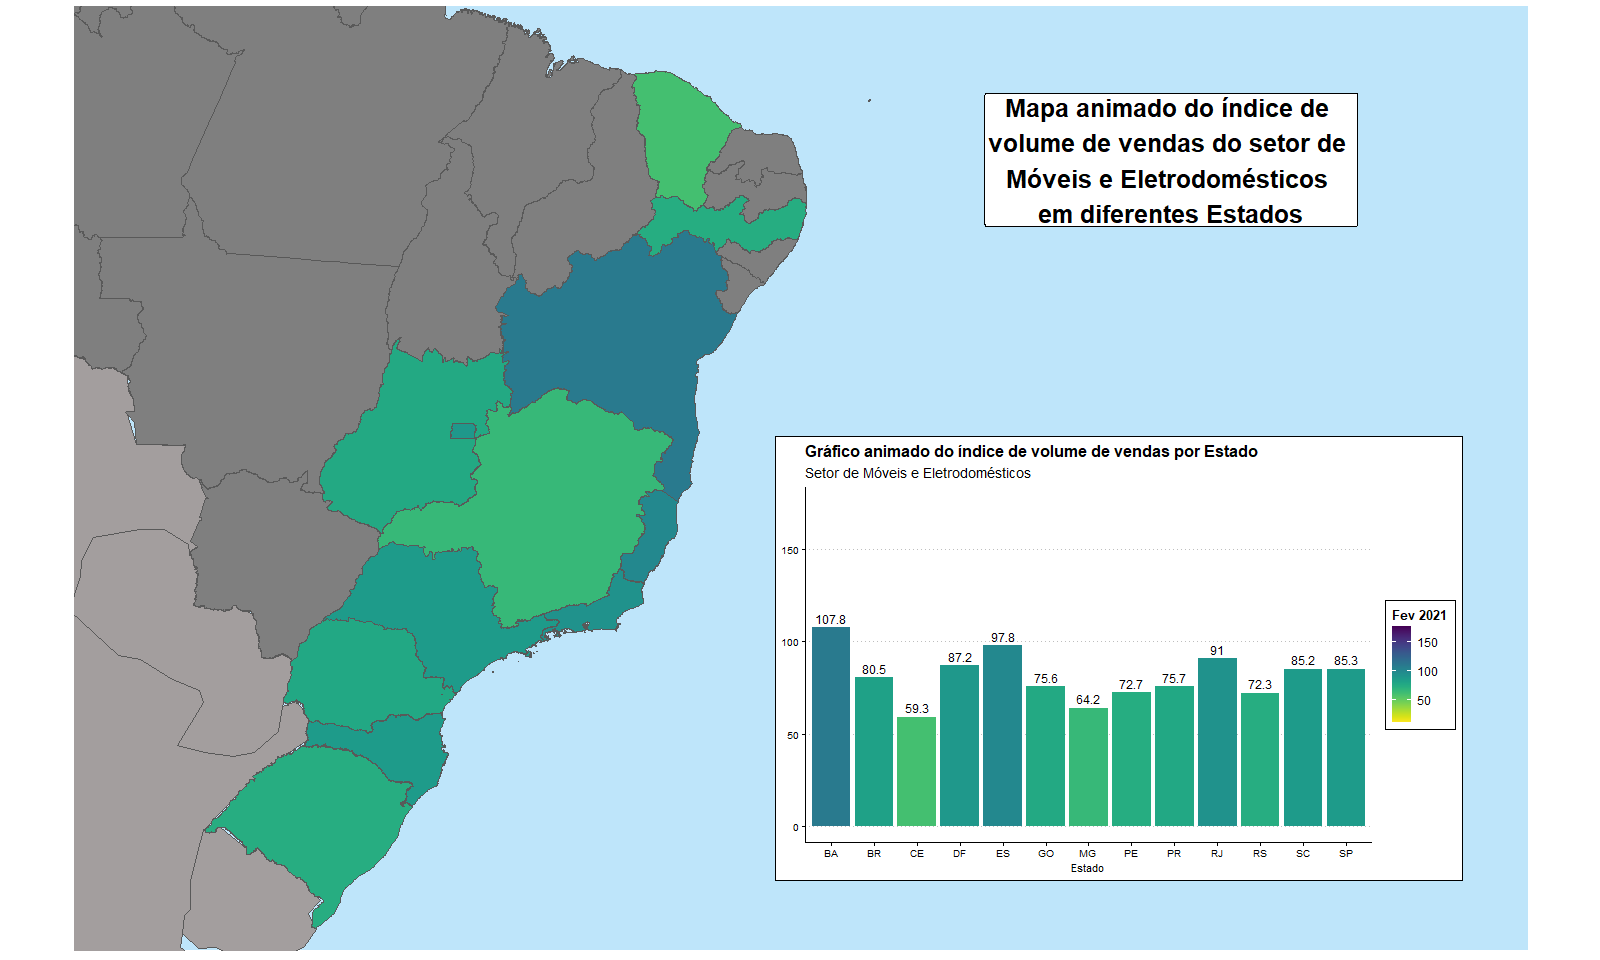 Mapa animado do índice de
volume de vendas do setor de
Móveis e Eletrodomésticos
em diferentes Estados
Gráfico animado do índice de volume de vendas por Estado
Setor de Móveis e Eletrodomésticos
150
100
50
0
107.8
80.5
59.3
87.2
97.8
75.6
64.2
72.7
75.7
91
72.3
85.2
85.3
BA BR CE DF ES GO MG PE PR RJ RS SC SP
Estado
Fev 2021
150
100
50